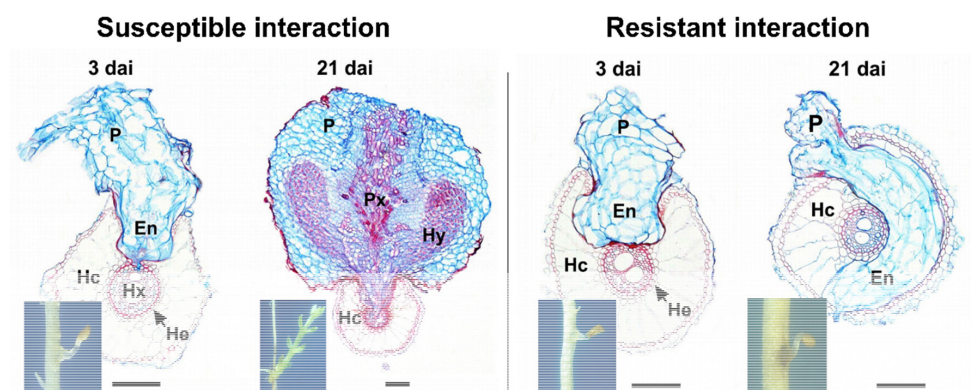 Susceptible interaction
Resistant interaction
3 dai
21 dai
3 dai
21 dai
P
En
Hc
Hx
He
P
Px
Hy
Hc
P
En
Hc
He
P
Hc
En